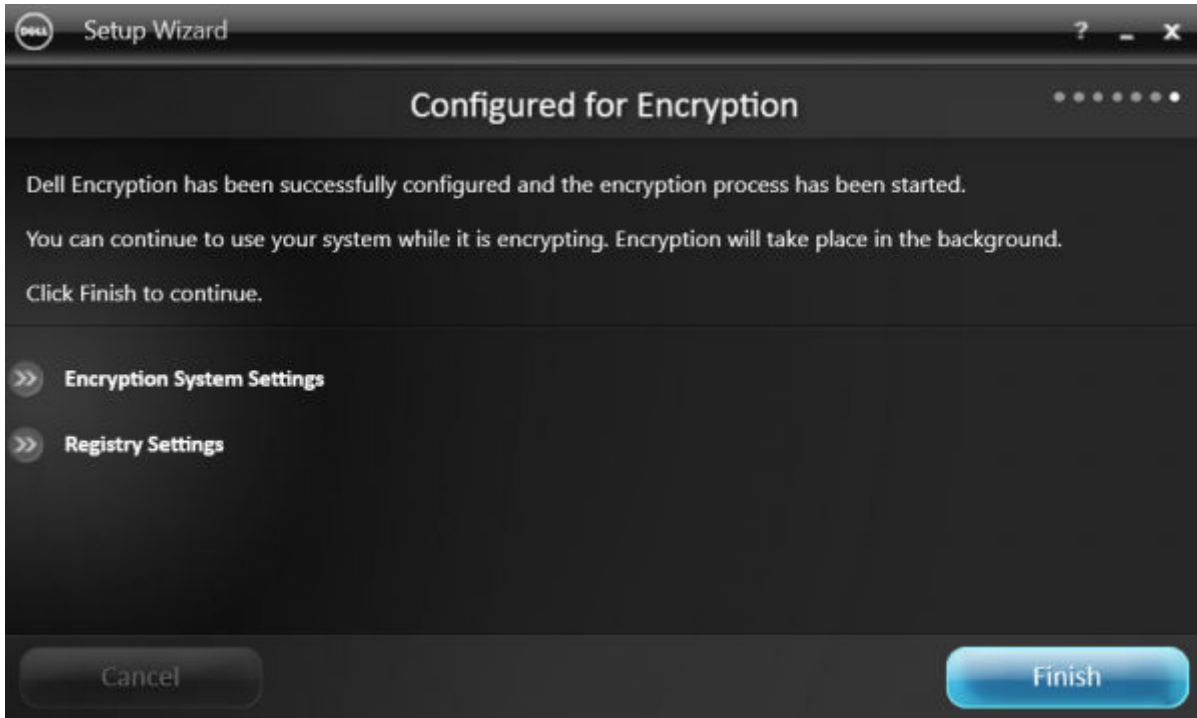 DELL Setup Wizard ? _ x
Configured for Encryption
Dell Encryption has been successfully configured and the encryption process has been started.
You can continue to use your system while it is encrypting. Encryption will take place in the background.
Click Finish to continue.
>> Encryption System Settings
>> Registry Settings
Cancel Finish